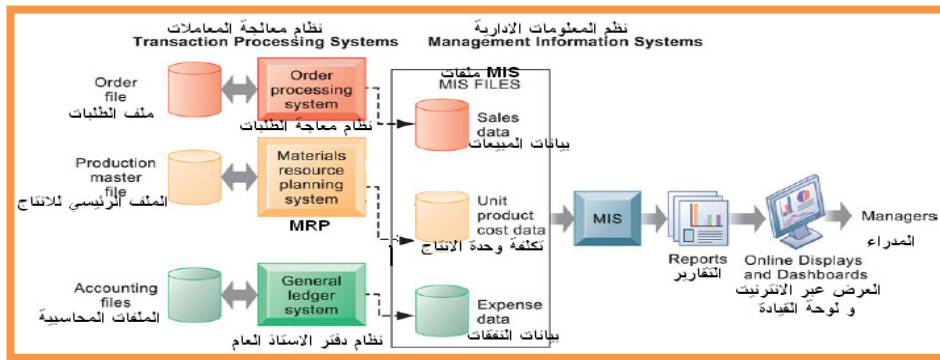 نظام معالجة المعاملات
Transaction Processing Systems
نظم المعلومات الادارية
Management Information Systems
Order
file
ملف الطلبات
Order
processing
system
نظام معاجة الطلبات
ملفات MIS
MIS FILES
Sales
data
بيانات المبيعات
Production
master
file
الملف الرئيسي للانتاج
Materials
resource
planning
system
MRP
Unit
product
cost data
تكلفة وحدة الانتاج
MIS
Reports
التقارير
Online Displays
and Dashboards
العرض عبر الانترنيت
و لوحة القيادة
Managers
المدراء
Accounting
files
الملفات المحاسبية
General
ledger
system
نظام دفتر الاستاذ العام
Expense
data
بيانات النفقات